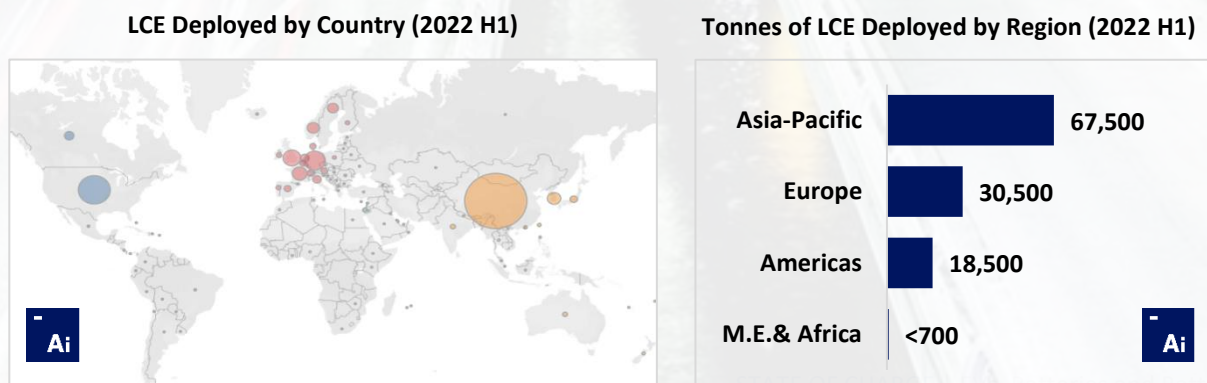 LCE Deployed by Country (2022 H1)
Ai
Tonnes of LCE Deployed by Region (2022 H1)
Asia-Pacific 67,500
Europe 30,500
Americas 18,500
M.E.& Africa <700
Ai